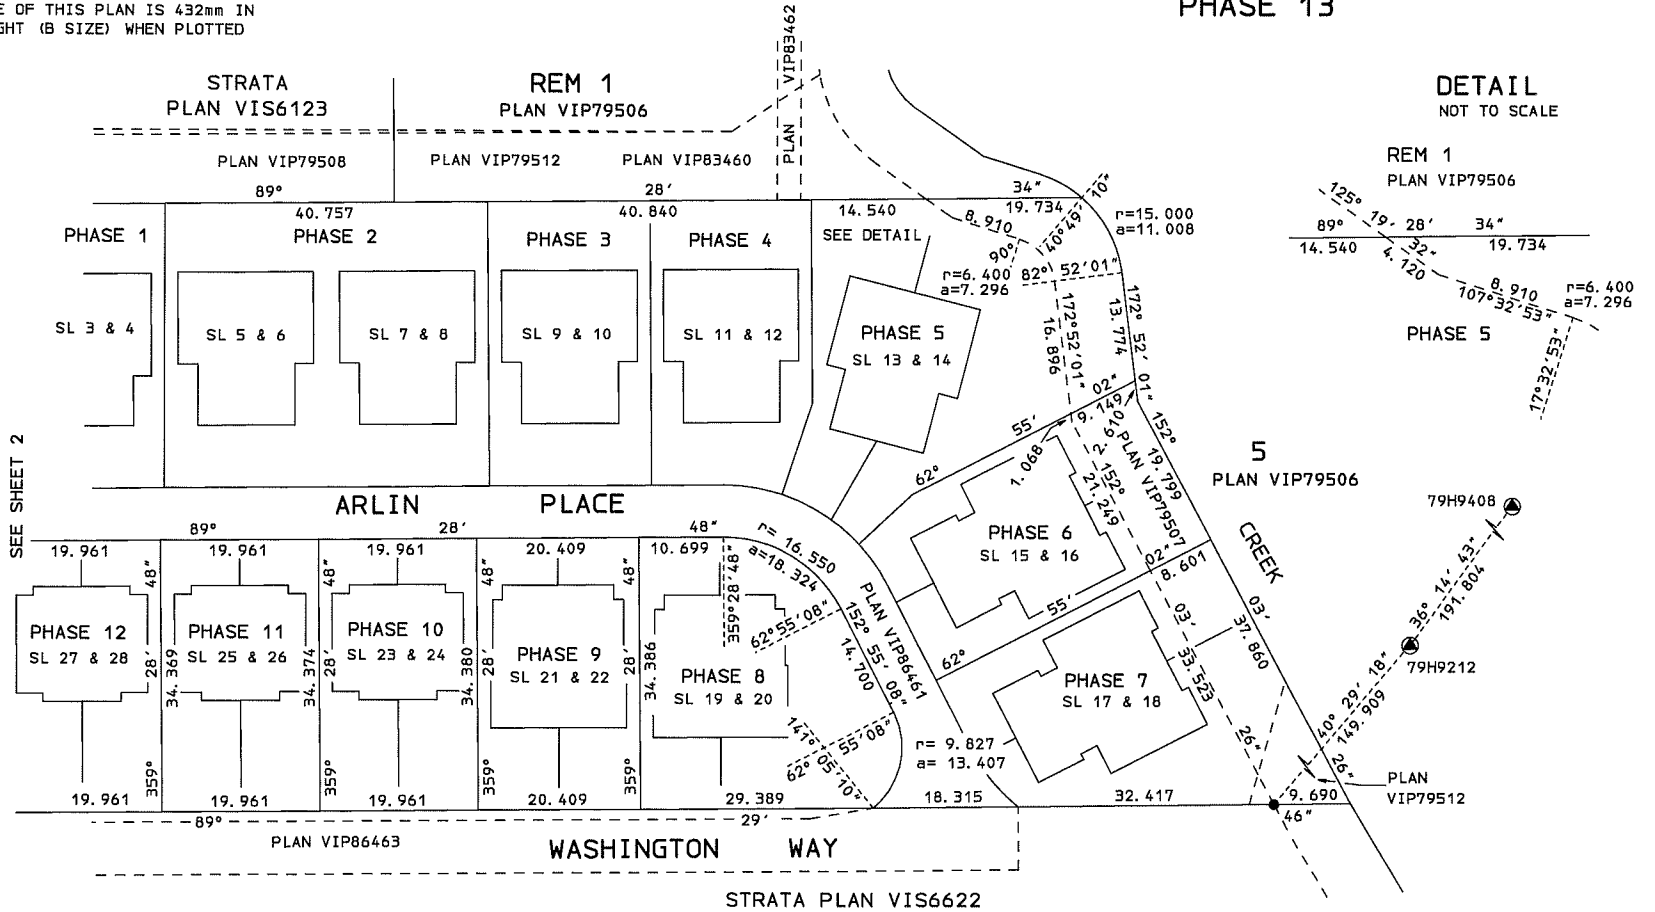 E OF THIS PLAN IS 432mm IN
GHT (B SIZE) WHEN PLOTTED
PHASE 13
PLAN VIP83462
STRATA
PLAN VIS6123
REM 1
PLAN VIP79506
DETAIL
NOT TO SCALE
PLAN VIP79508
PLAN VIP79512
PLAN VIP83460
REM 1
PLAN VIP79506
89° 28' 34"
40.757
40.840
14.540
19.734
8.910
40°49'10"
r=15.000
a=11.008
125° 19' 32"
89° 28' 34"
14.540
19.734
4.120
8.910
107°32'53"
r=6.400
a=7.296
PHASE 5
17°32'53"
PHASE 1
PHASE 2
PHASE 3
PHASE 4
SEE DETAIL
90°
r=6.400
a=7.296
82° 52'01"
SL 3 & 4
SL 5 & 6
SL 7 & 8
SL 9 & 10
SL 11 & 12
PHASE 5
SL 13 & 14
172°52'01"
16.896
172° 52' 01"
13.774
62° 55' 02"
9.149
1.068
2.610
PLAN VIP79507
152°
21.249
152°
19.799
5
PLAN VIP79506
SEE SHEET 2
ARLIN PLACE
79H9408
89° 28' 48"
19.961
19.961
19.961
20.409
10.699
r= 16.550
a=18.324
PHASE 6
SL 15 & 16
CREEK
36° 14' 43"
191.804
79H9212
359°28'48"
62°55'08"
PLAN VIP86461
152° 55' 08"
14.700
62° 55' 02"
8.601
03'
33.523
03'
37.860
PHASE 12
SL 27 & 28
PHASE 11
SL 25 & 26
PHASE 10
SL 23 & 24
PHASE 9
SL 21 & 22
PHASE 8
SL 19 & 20
PHASE 7
SL 17 & 18
359° 28' 48"
34.369
34.374
359° 28' 48"
34.380
359° 28' 48"
359° 28' 48"
34.386
141° 05'10"
62° 55'08"
r= 9.827
a= 13.407
26"
40° 29' 18"
149.909
26"
PLAN
VIP79512
19.961
19.961
19.961
20.409
29.389
18.315
32.417
9.690
89° 29' 46"
PLAN VIP86463
WASHINGTON WAY
STRATA PLAN VIS6622